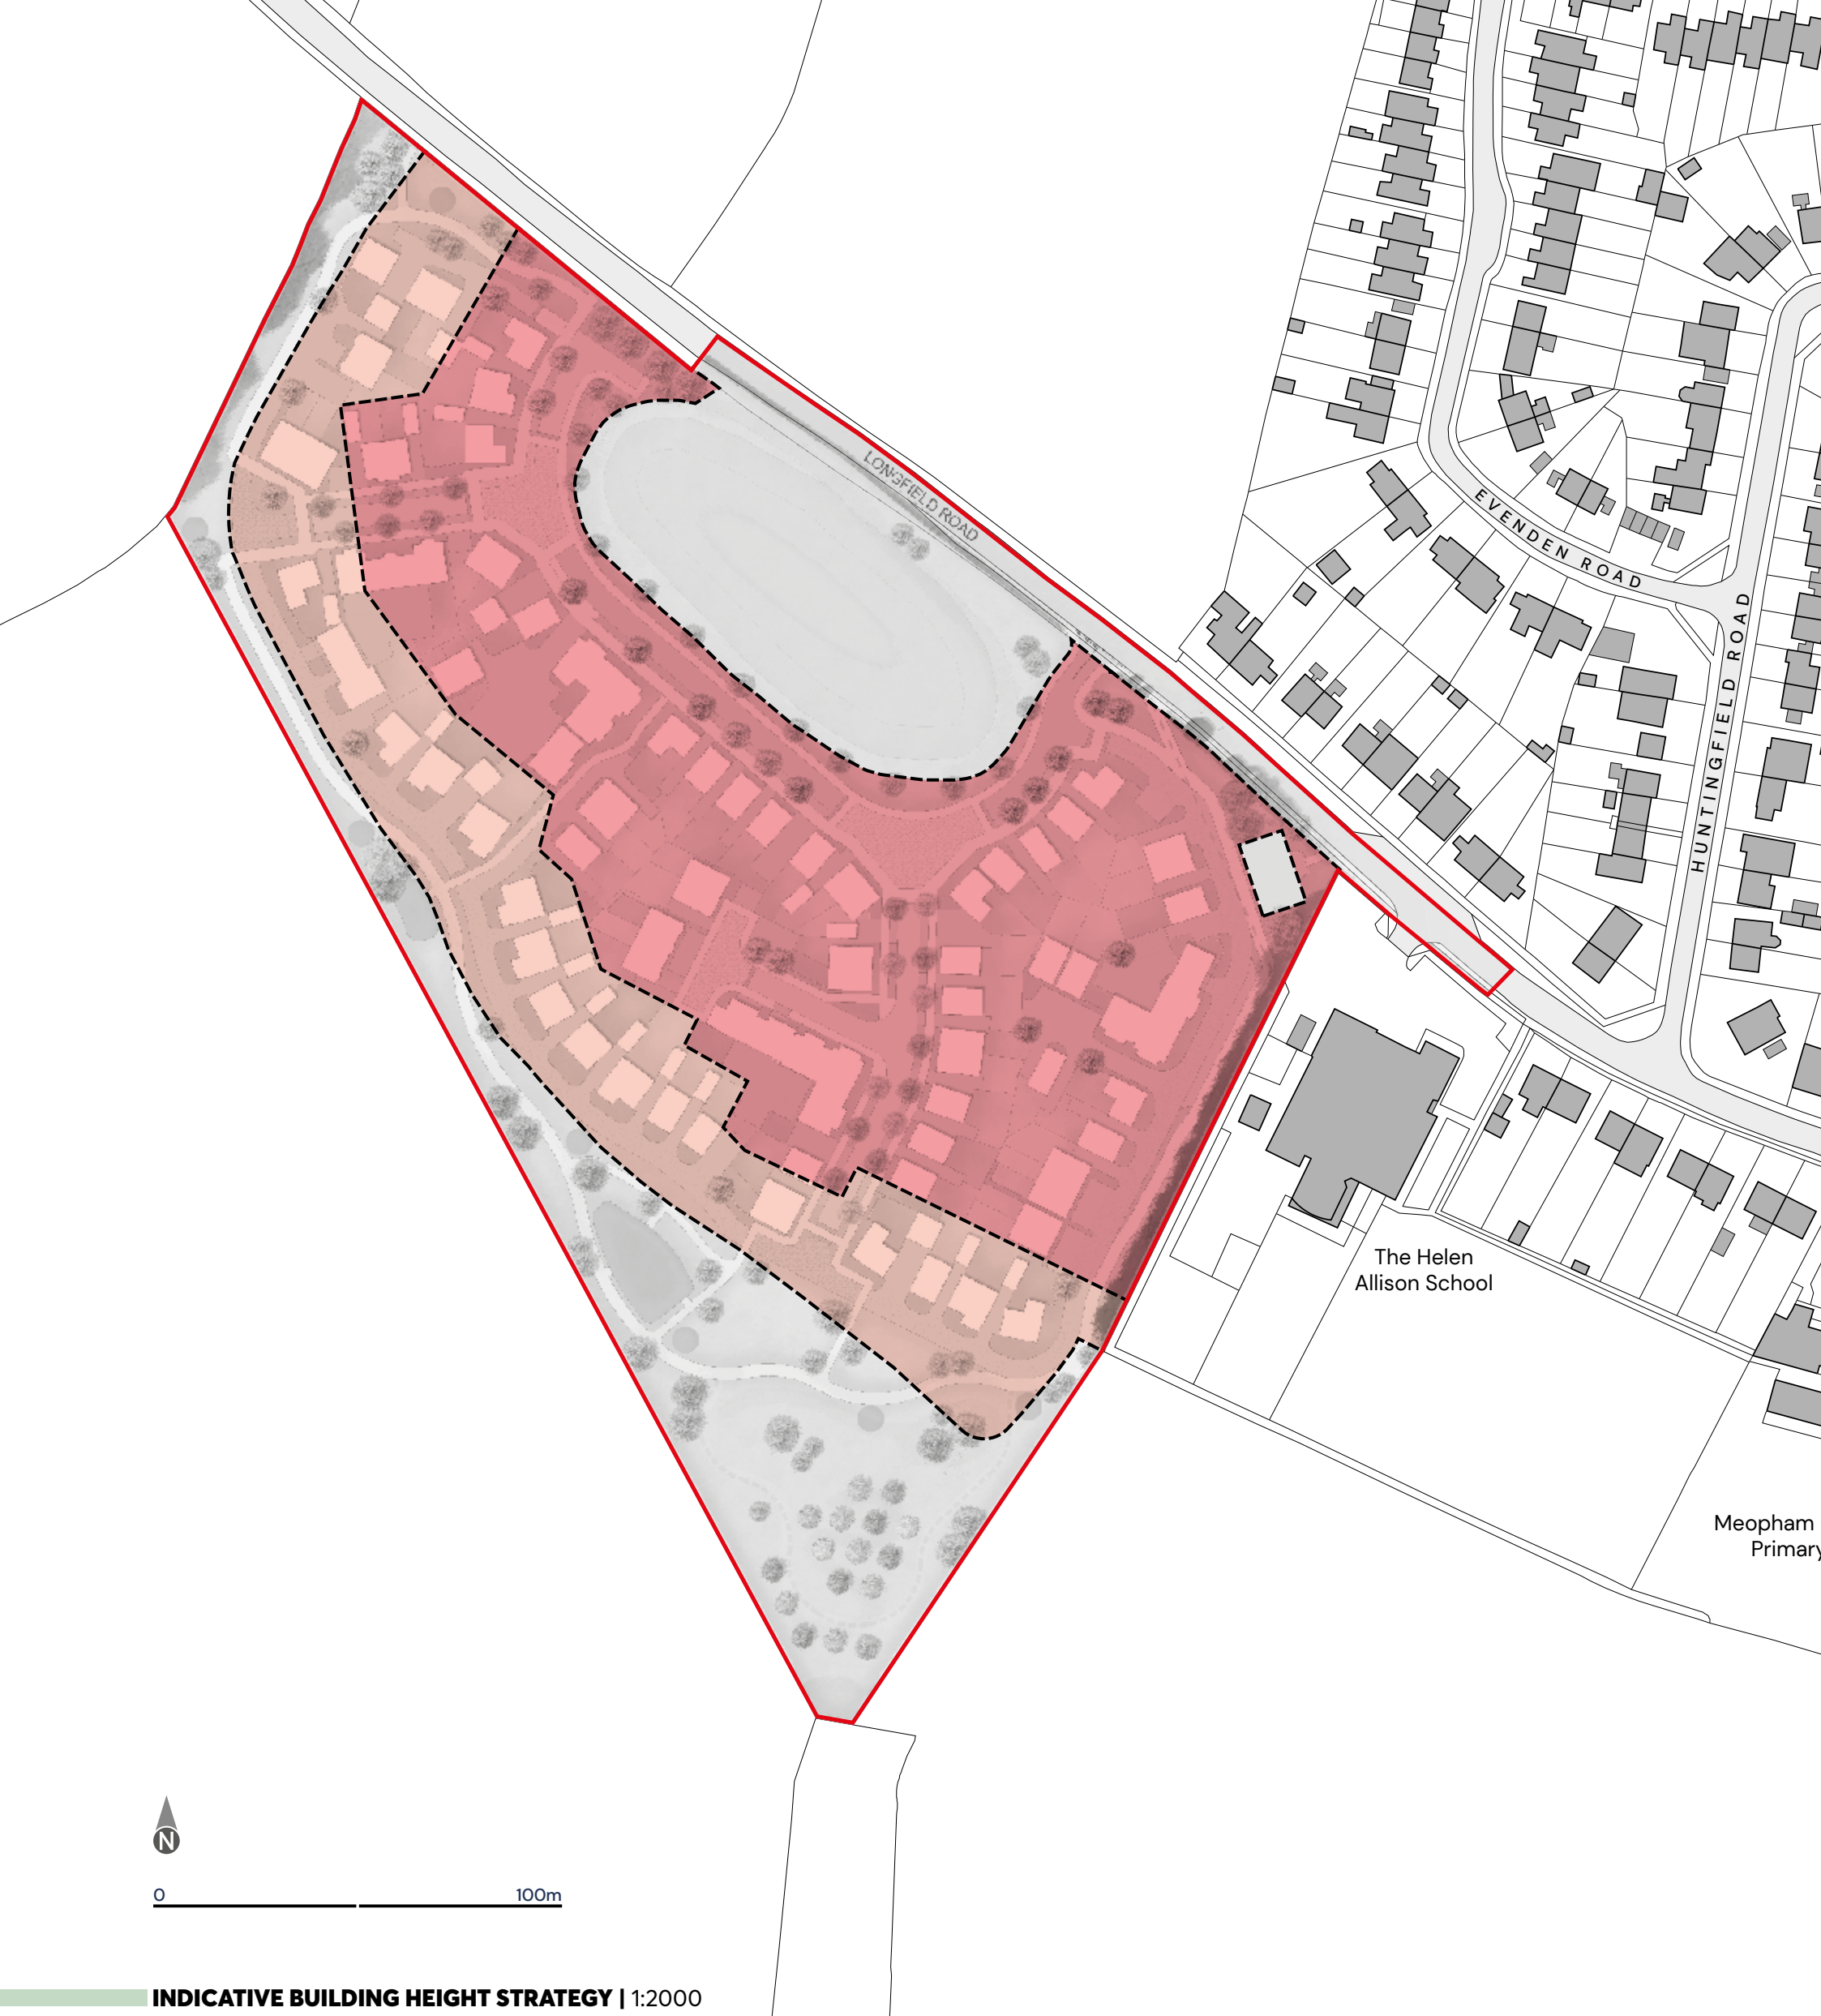 LONGFIELD ROAD
EVENDEN ROAD
HUNTINGFIELD ROAD
The Helen
Allison School
Meopham
Primary
N
0 100m
INDICATIVE BUILDING HEIGHT STRATEGY | 1:2000